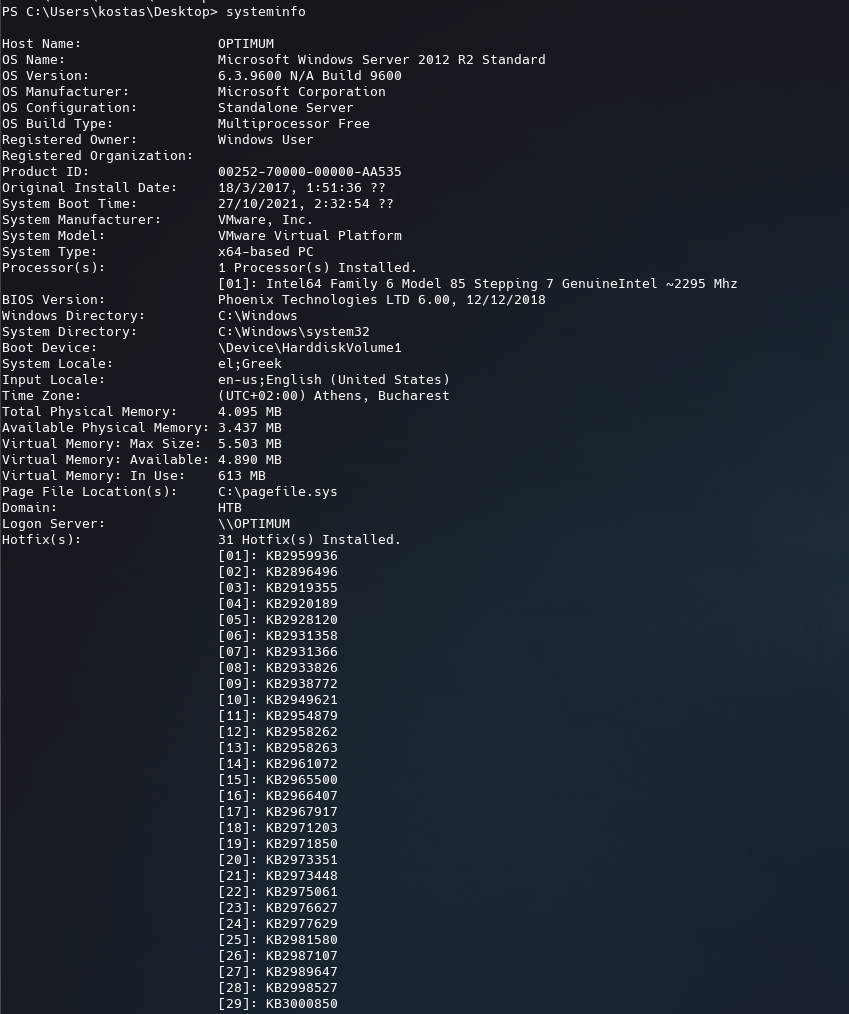 PS C:\Users\kostas\Desktop> systeminfo
Host Name: OPTIMUM
OS Name: Microsoft Windows Server 2012 R2 Standard
OS Version: 6.3.9600 N/A Build 9600
OS Manufacturer: Microsoft Corporation
OS Configuration: Standalone Server
OS Build Type: Multiprocessor Free
Registered Owner: Windows User
Registered Organization:
Product ID: 00252-70000-00000-AA535
Original Install Date: 18/3/2017, 1:51:36 ??
System Boot Time: 27/10/2021, 2:32:54 ??
System Manufacturer: VMware, Inc.
System Model: VMware Virtual Platform
System Type: x64-based PC
Processor(s): 1 Processor(s) Installed.
[01]: Intel64 Family 6 Model 85 Stepping 7 GenuineIntel ~2295 Mhz
BIOS Version: Phoenix Technologies LTD 6.00, 12/12/2018
Windows Directory: C:\Windows
System Directory: C:\Windows\system32
Boot Device: \Device\HarddiskVolume1
System Locale: el;Greek
Input Locale: en-us;English (United States)
Time Zone: (UTC+02:00) Athens, Bucharest
Total Physical Memory: 4.095 MB
Available Physical Memory: 3.437 MB
Virtual Memory: Max Size: 5.503 MB
Virtual Memory: Available: 4.890 MB
Virtual Memory: In Use: 613 MB
Page File Location(s): C:\pagefile.sys
Domain: HTB
Logon Server: \\OPTIMUM
Hotfix(s): 31 Hotfix(s) Installed.
[01]: KB2959936
[02]: KB2896496
[03]: KB2919355
[04]: KB2920189
[05]: KB2928120
[06]: KB2931358
[07]: KB2931366
[08]: KB2933826
[09]: KB2938772
[10]: KB2949621
[11]: KB2954879
[12]: KB2958262
[13]: KB2958263
[14]: KB2961072
[15]: KB2965500
[16]: KB2966407
[17]: KB2967917
[18]: KB2971203
[19]: KB2971850
[20]: KB2973351
[21]: KB2973448
[22]: KB2975061
[23]: KB2976627
[24]: KB2977629
[25]: KB2981580
[26]: KB2987107
[27]: KB2989647
[28]: KB2998527
[29]: KB3000850